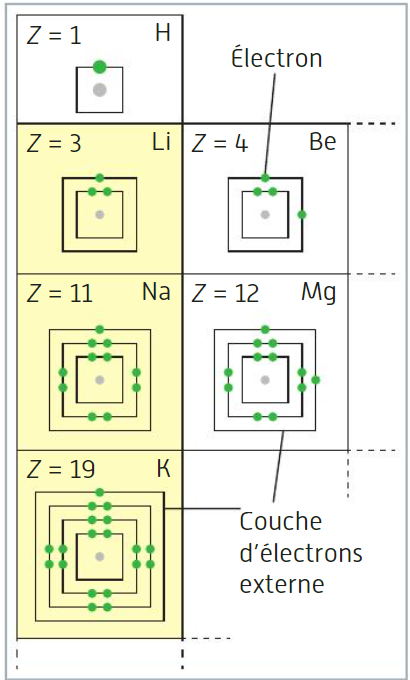 Z = 1 H
Électron
Z = 3 Li
Z = 4 Be
Z = 11 Na
Z = 12 Mg
Z = 19 K
Couche
d'électrons
externe